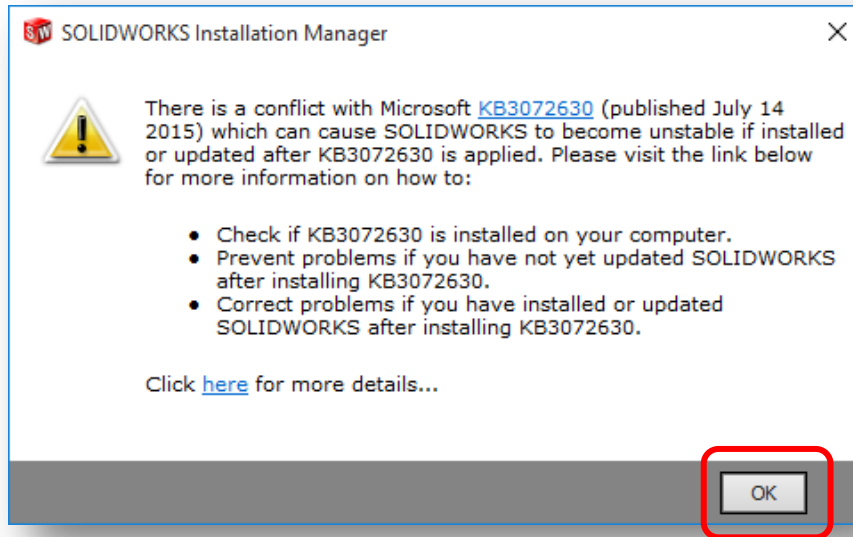 SW SOLIDWORKS Installation Manager
There is a conflict with Microsoft KB3072630 (published July 14
2015) which can cause SOLIDWORKS to become unstable if installed
or updated after KB3072630 is applied. Please visit the link below
for more information on how to:
• Check if KB3072630 is installed on your computer.
• Prevent problems if you have not yet updated SOLIDWORKS
after installing KB3072630.
• Correct problems if you have installed or updated
SOLIDWORKS after installing KB3072630.
Click here for more details...
OK